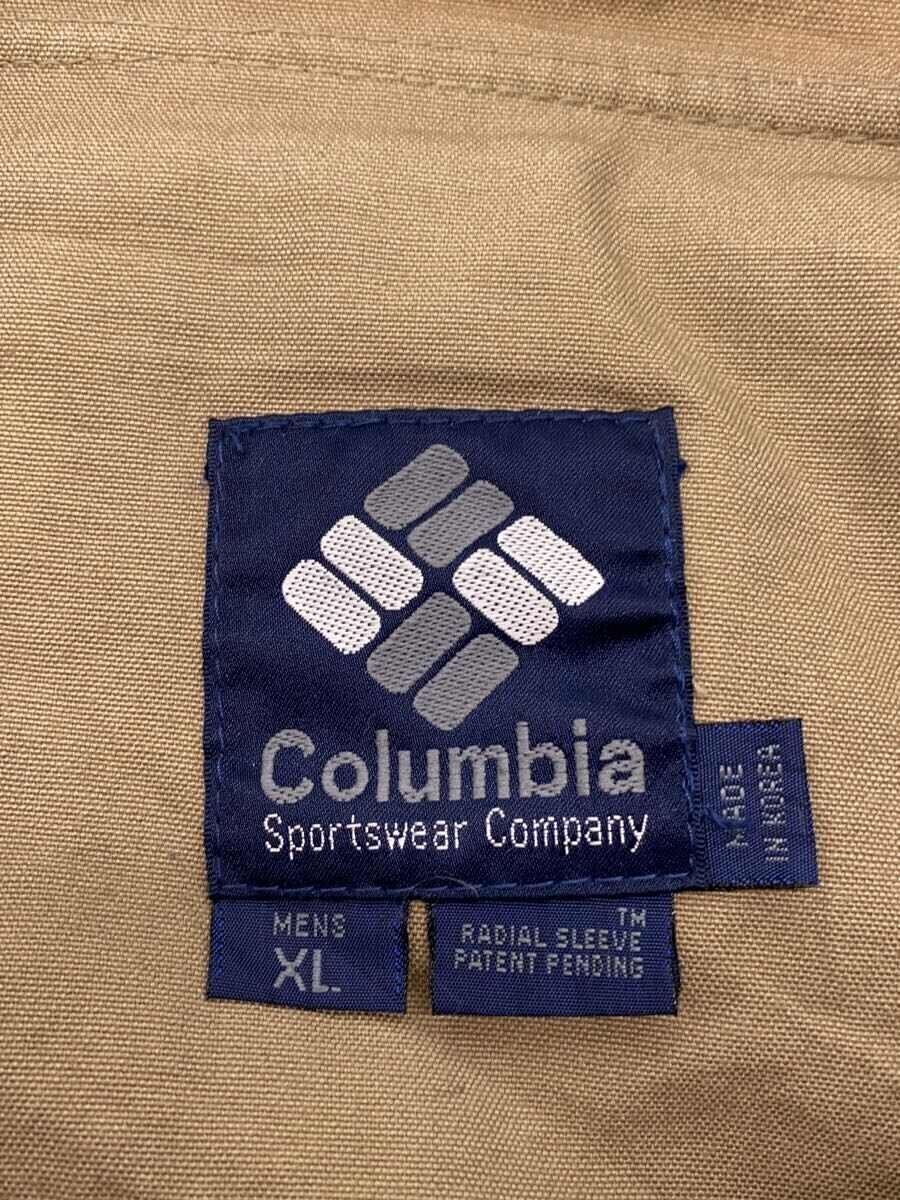 Columbia
Sportswear Company
MADE
IN KOREA
MENS
XL
TM
RADIAL SLEEVE
PATENT PENDING